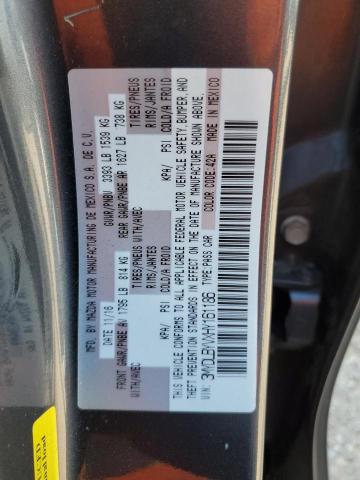 MFD. BY MAZDA MOTOR MANUFACTURING DE MEXICO S.A. DE C.V.
DATE: 11/16 GVWR/PNBV 3393 LB 1539 KG
FRONT GAWR/PNBE AV 1795 LB 814 KG REAR GAWR/PNBE AR 1627 LB 738 KG
WITH/AVEC TIRES/PNEUS WITH/AVEC TIRES/PNEUS
RIMS/JANTES RIMS/JANTES
KPA/ PSI COLD/A FROID KPA/ PSI COLD/A FROID
THIS VEHICLE CONFORMS TO ALL APPLICABLE FEDERAL MOTOR VEHICLE SAFETY, BUMPER, AND
THEFT PREVENTION STANDARDS IN EFFECT ON THE DATE OF MANUFACTURE SHOWN ABOVE.
COLOR CODE:42A MADE IN MEXICO
VIN: TYPE:PASS CAR